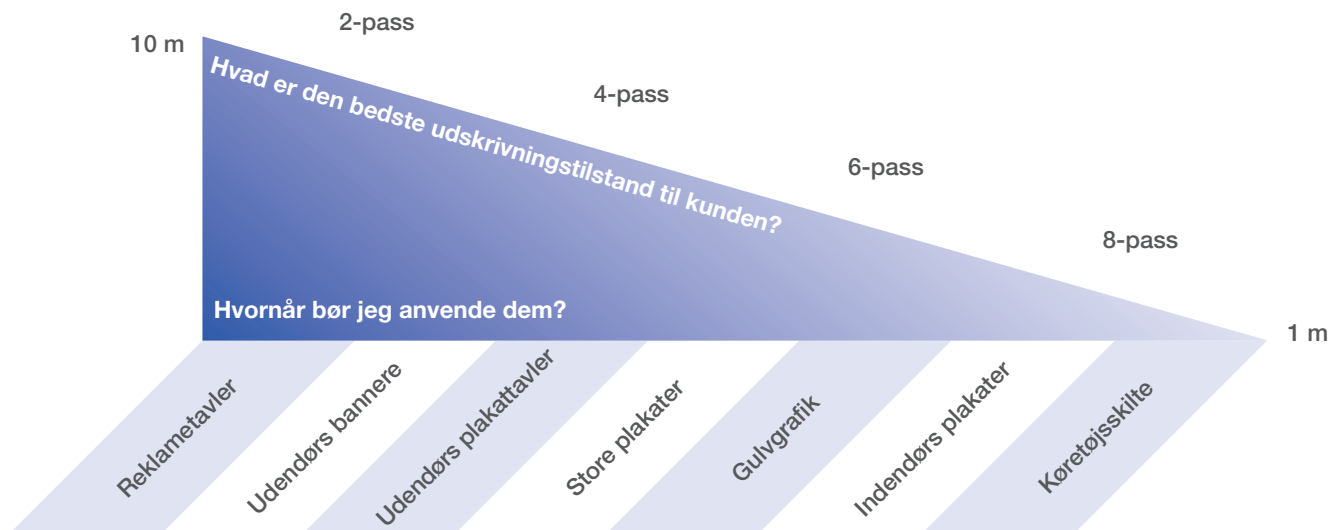 2-pass
10 m
4-pass
Hvad er den bedste udskrivningstilstand til kunden?
6-pass
8-pass
Hvornår bør jeg anvende dem?
1 m
Reklametavler
Udendørs bannere
Udendørs plakattavler
Store plakater
Gulvgrafik
Indendørs plakater
Køretøjsskilte